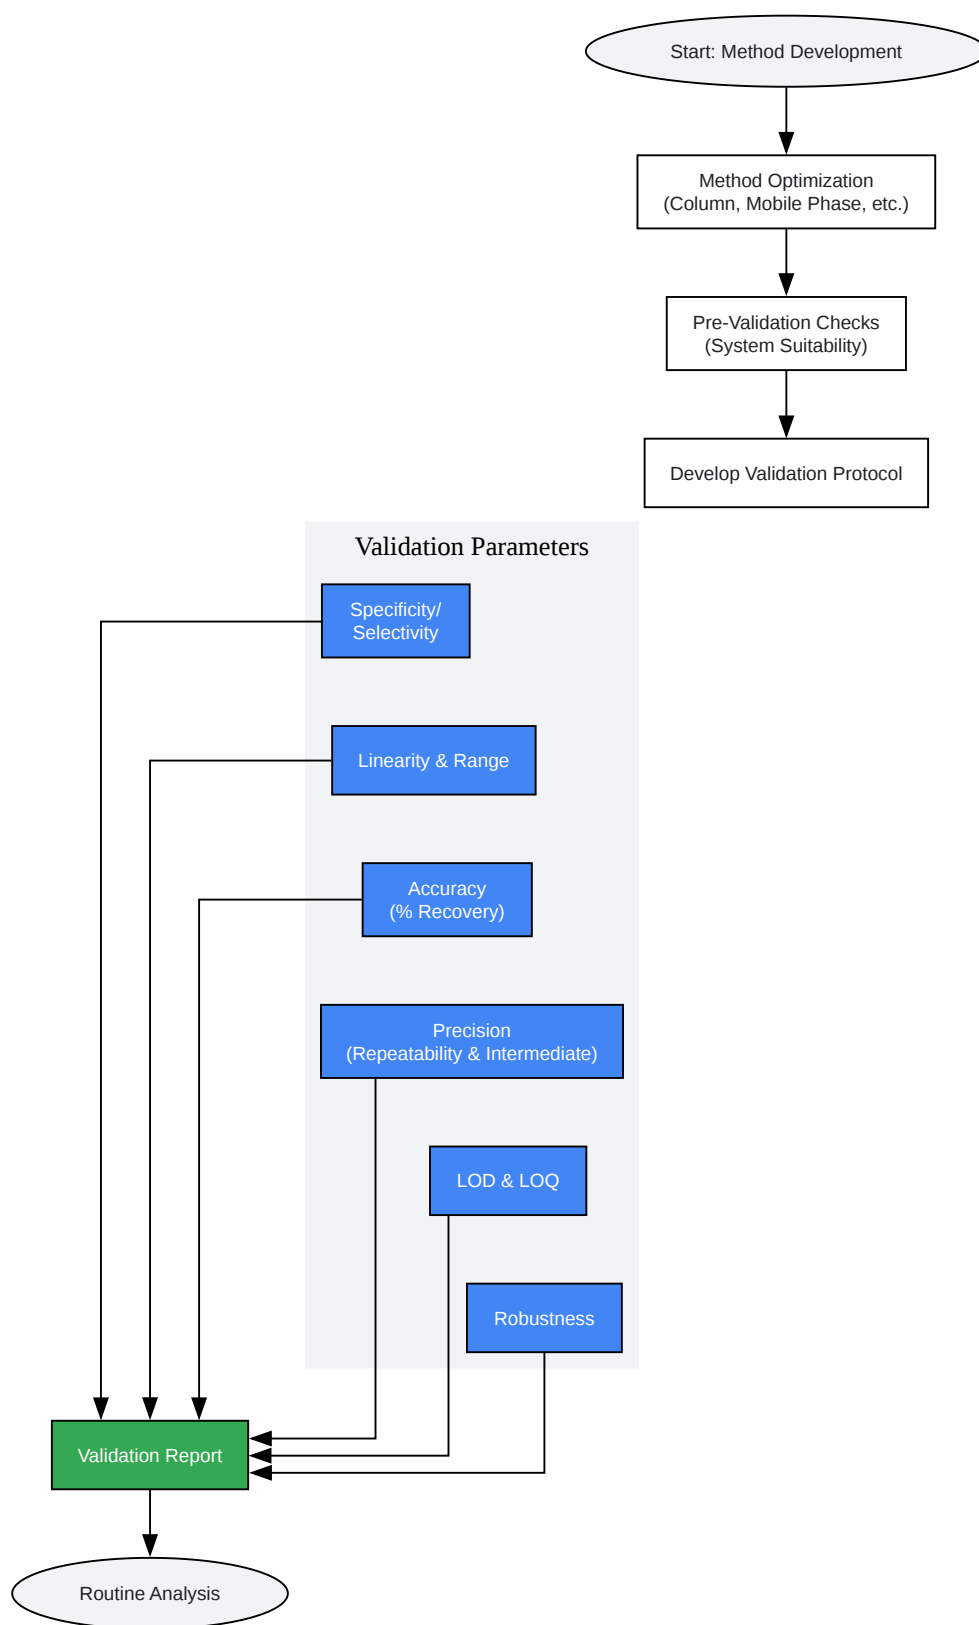 Start: Method Development
Method Optimization
(Column, Mobile Phase, etc.)
Pre-Validation Checks
(System Suitability)
Develop Validation Protocol
Validation Parameters
Specificity/
Selectivity
Linearity & Range
Accuracy
(% Recovery)
Precision
(Repeatability & Intermediate)
LOD & LOQ
Robustness
Validation Report
Routine Analysis